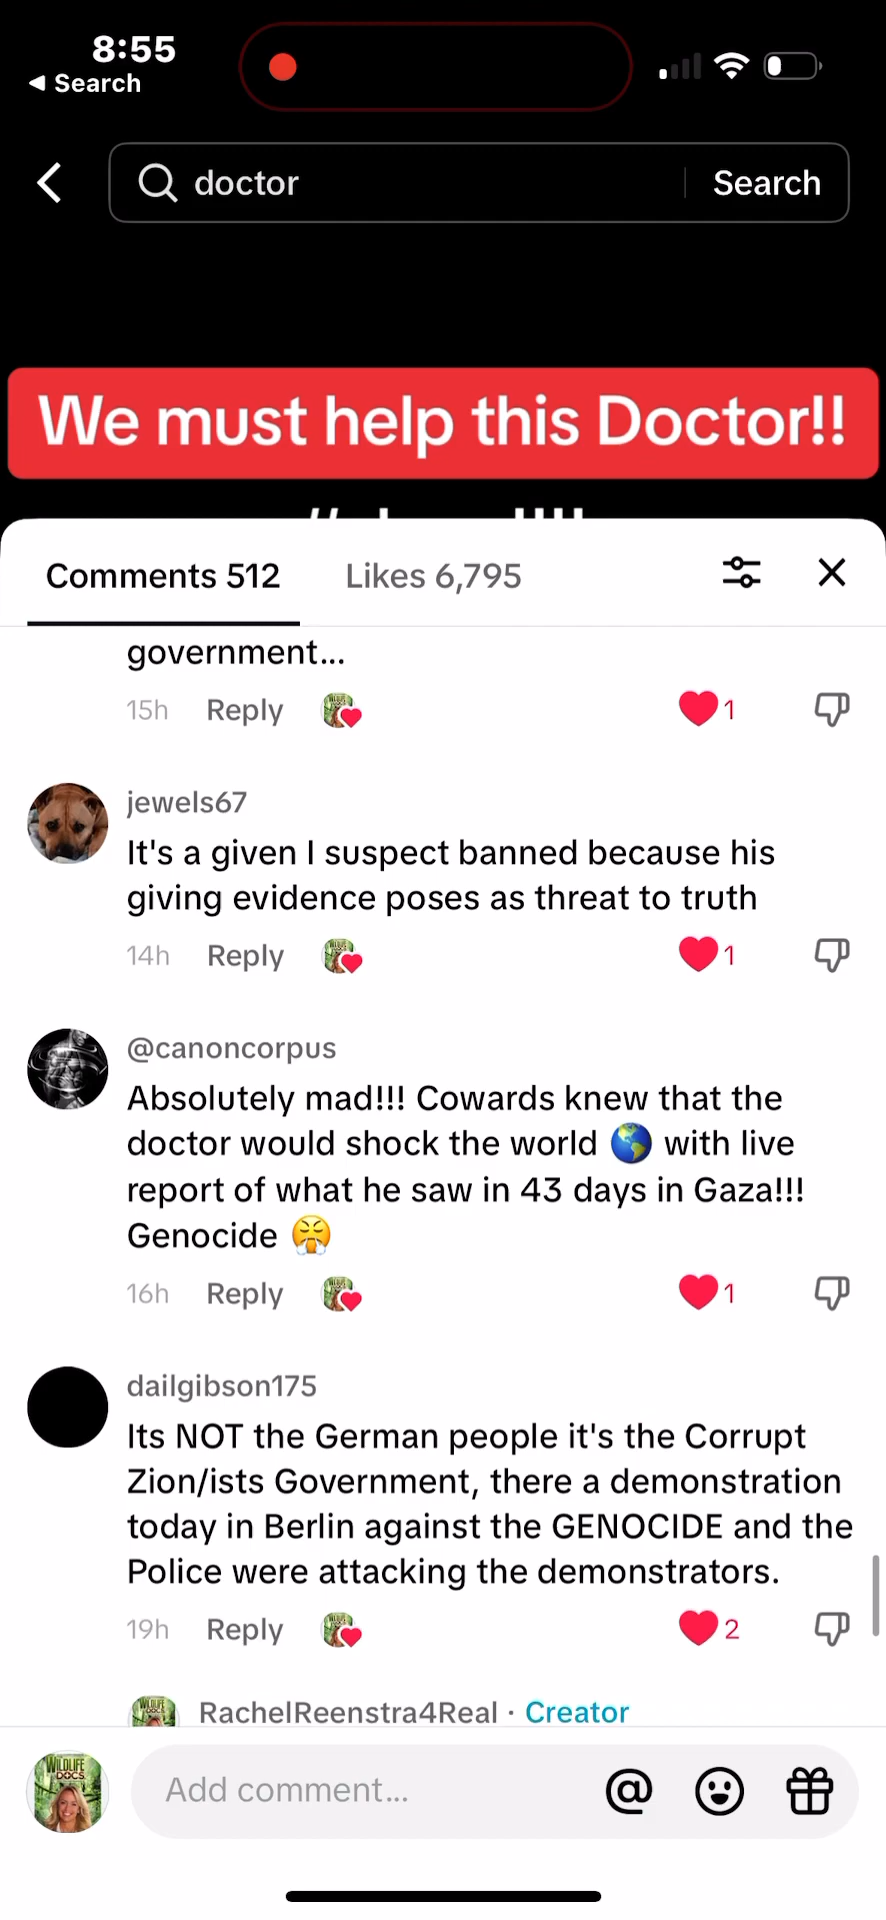 8:55
Search
doctor
Search
We must help this Doctor!!
Comments 512
Likes 6,795
government...
15h
Reply
1
jewels67
It's a given I suspect banned because his
giving evidence poses as threat to truth
14h
Reply
1
@canoncorpus
Absolutely mad!!! Cowards knew that the
doctor would shock the world 🌎 with live
report of what he saw in 43 days in Gaza!!!
Genocide 😤
16h
Reply
1
dailgibson175
Its NOT the German people it's the Corrupt
Zion/ists Government, there a demonstration
today in Berlin against the GENOCIDE and the
Police were attacking the demonstrators.
19h
Reply
2
RachelReenstra4Real · Creator
WILDLIFE
DOCS
Add comment...